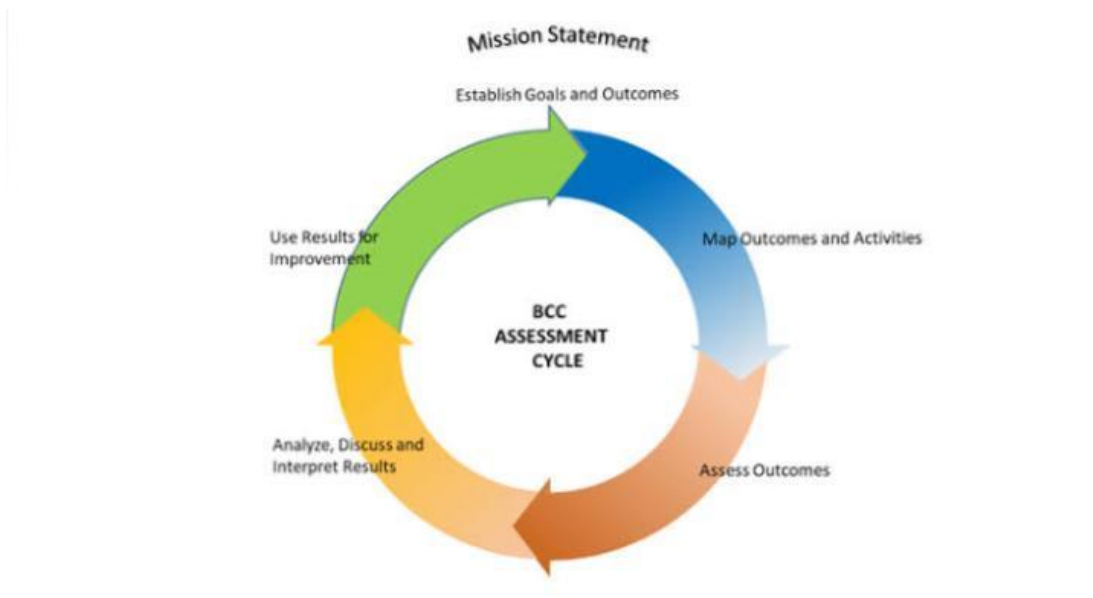 Mission Statement
Establish Goals and Outcomes
Use Results for
Improvement
Map Outcomes and Activities
BCC
ASSESSMENT
CYCLE
Analyze, Discuss and
Interpret Results
Assess Outcomes